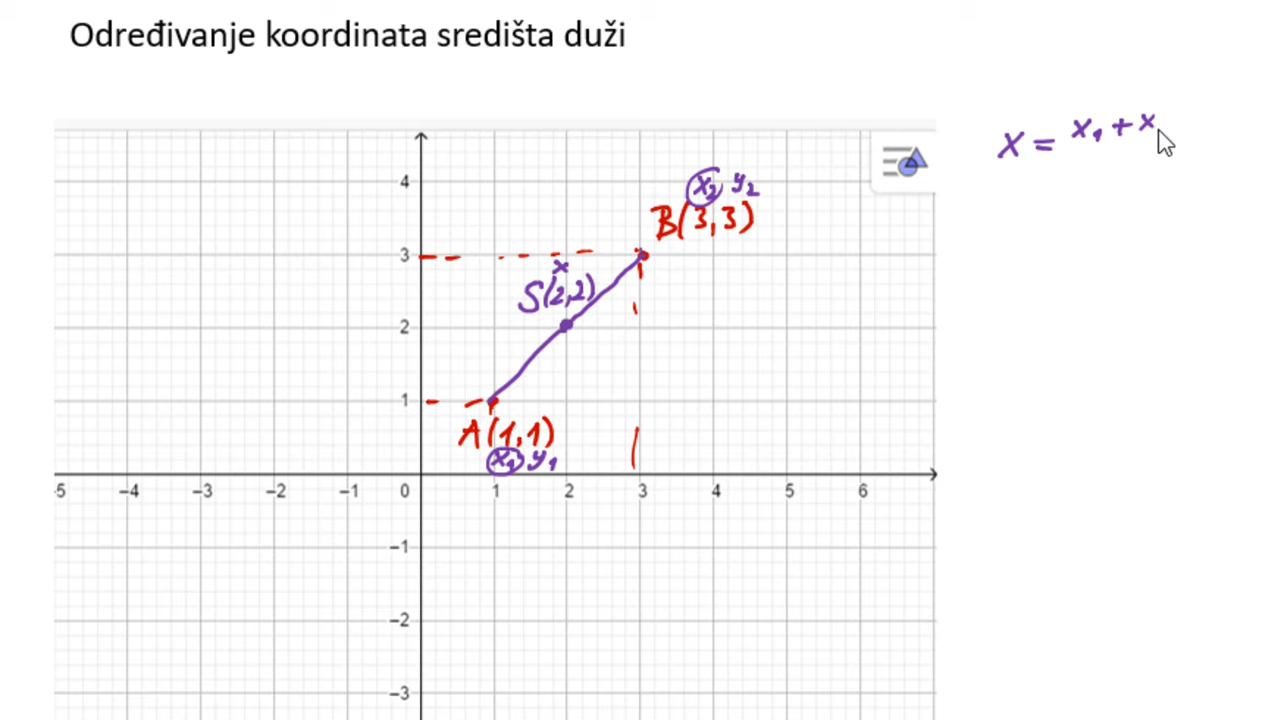 Određivanje koordinata središta duži
x = x₁ + x
4
x₂ y₂
B(3,3)
3
x
S(2,2)
2
1
A(1,1)
x₁ y₁
-5 −4 −3 −2 −1 0 1 2 3 4 5 6
−1
−2
−3